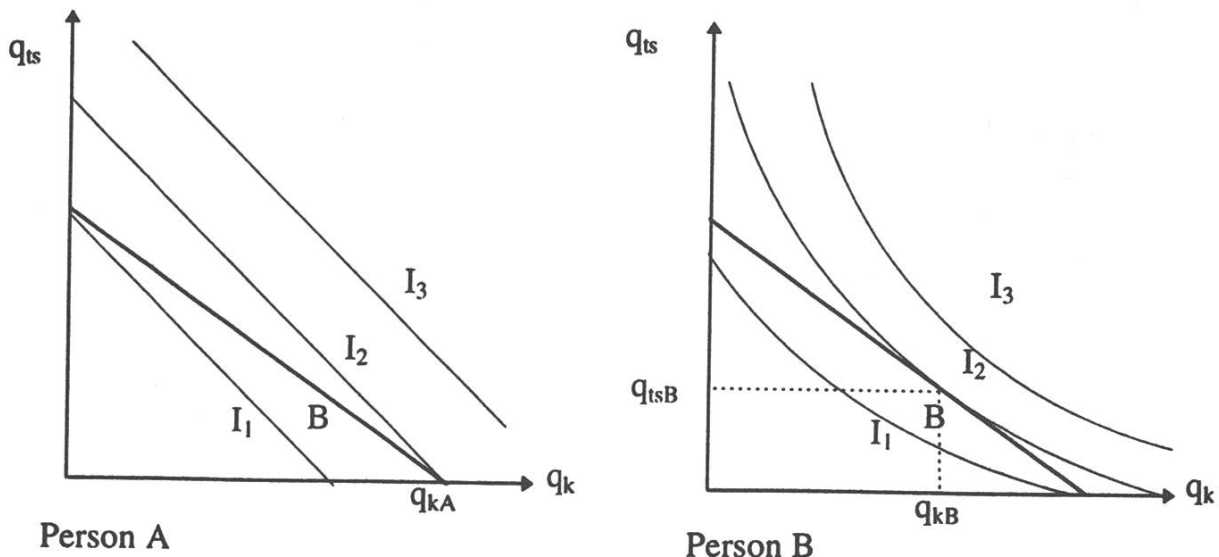 q_ts
I_3
I_2
I_1
B
q_kA
q_k
Person A
q_ts
I_3
I_2
q_tsB
B
I_1
q_kB
q_k
Person B